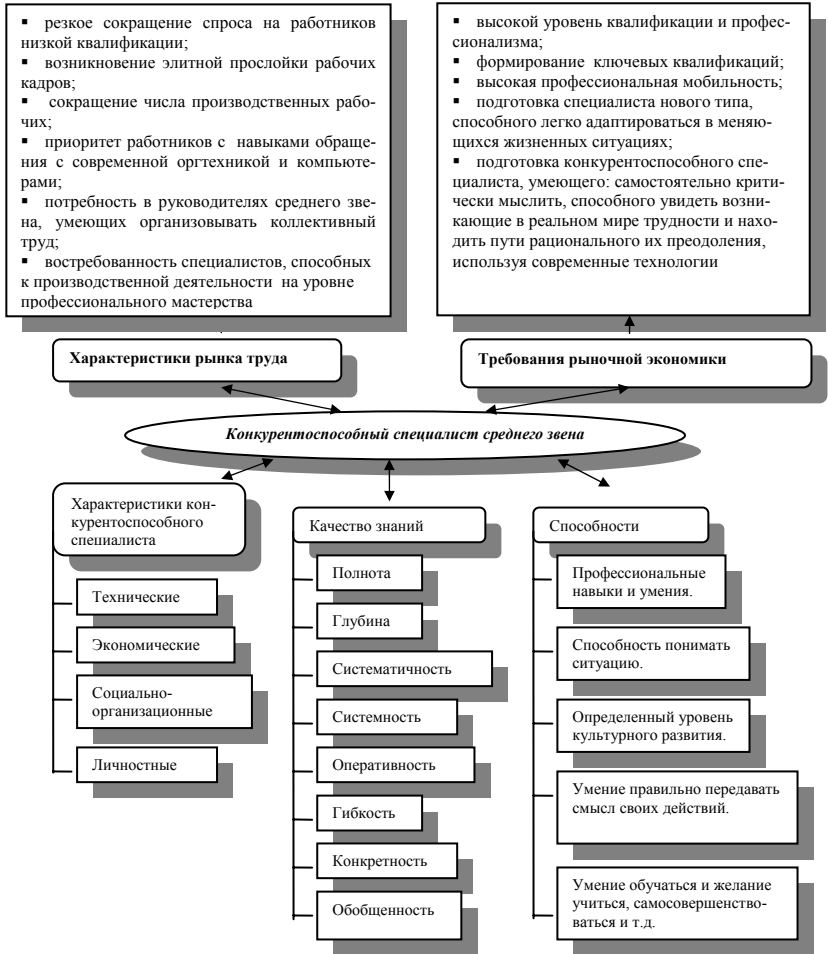 ▪ резкое сокращение спроса на работников
низкой квалификации;
▪ возникновение элитной прослойки рабочих
кадров;
▪ сокращение числа производственных рабо-
чих;
▪ приоритет работников с навыками обраще-
ния с современной оргтехникой и компьюте-
рами;
▪ потребность в руководителях среднего зве-
на, умеющих организовывать коллективный
труд;
▪ востребованность специалистов, способных
к производственной деятельности на уровне
профессионального мастерства
▪ высокой уровень квалификации и профес-
сионализма;
▪ формирование ключевых квалификаций;
▪ высокая профессиональная мобильность;
▪ подготовка специалиста нового типа,
способного легко адаптироваться в меняю-
щихся жизненных ситуациях;
▪ подготовка конкурентоспособного спе-
циалиста, умеющего: самостоятельно крити-
чески мыслить, способного увидеть возни-
кающие в реальном мире трудности и нахо-
дить пути рационального их преодоления,
используя современные технологии
Характеристики рынка труда
Требования рыночной экономики
Конкурентоспособный специалист среднего звена
Характеристики кон-
курентоспособного
специалиста
Технические
Экономические
Социально-
организационные
Личностные
Качество знаний
Полнота
Глубина
Систематичность
Системность
Оперативность
Гибкость
Конкретность
Обобщенность
Способности
Профессиональные
навыки и умения.
Способность понимать
ситуацию.
Определенный уровень
культурного развития.
Умение правильно передавать
смысл своих действий.
Умение обучаться и желание
учиться, самосовершенство-
ваться и т.д.